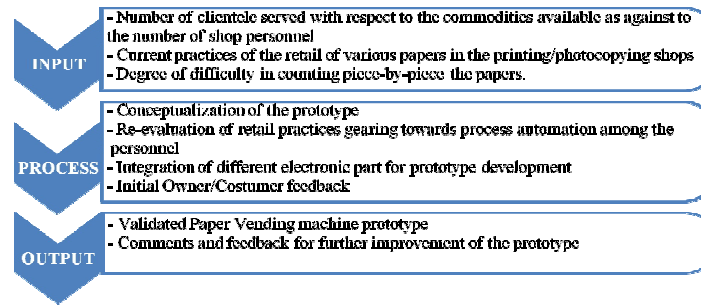 INPUT
- Number of clientele served with respect to the commodities available as against to
the number of shop personnel
- Current practices of the retail of various papers in the printing/photocopying shops
- Degree of difficulty in counting piece-by-piece the papers.
PROCESS
- Conceptualization of the prototype
- Re-evaluation of retail practices gearing towards process automation among the
personnel
- Integration of different electronic part for prototype development
- Initial Owner/Costumer feedback
OUTPUT
- Validated Paper Vending machine prototype
- Comments and feedback for further improvement of the prototype